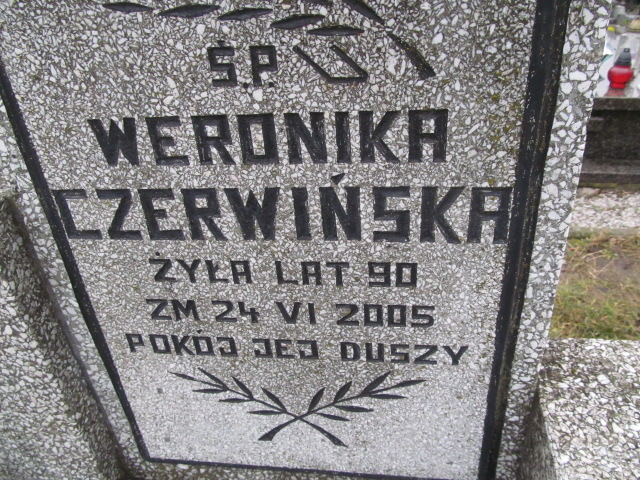 Ś.P.
WERONIKA
CZERWIŃSKA
ŻYŁA LAT 90
ZM 24 VI 2005
POKÓJ JEJ DUSZY